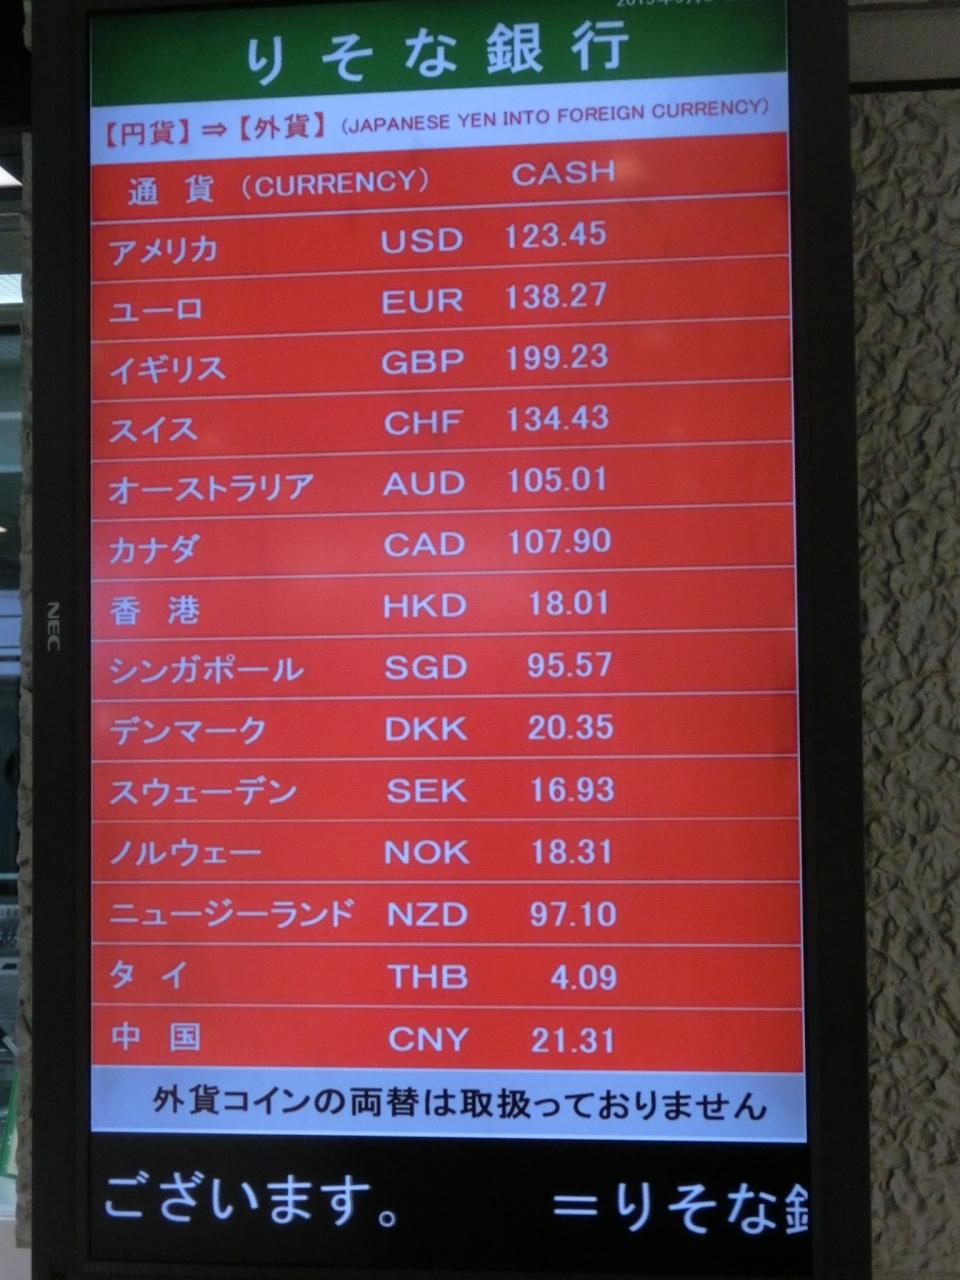 りそな銀行
【円貨】⇒【外貨】(JAPANESE YEN INTO FOREIGN CURRENCY)
通 貨 (CURRENCY) CASH
アメリカ USD 123.45
ユーロ EUR 138.27
イギリス GBP 199.23
スイス CHF 134.43
オーストラリア AUD 105.01
カナダ CAD 107.90
香 港 HKD 18.01
シンガポール SGD 95.57
デンマーク DKK 20.35
スウェーデン SEK 16.93
ノルウェー NOK 18.31
ニュージーランド NZD 97.10
タ イ THB 4.09
中 国 CNY 21.31
外貨コインの両替は取扱っておりません
ございます。 =りそな銀
NEC